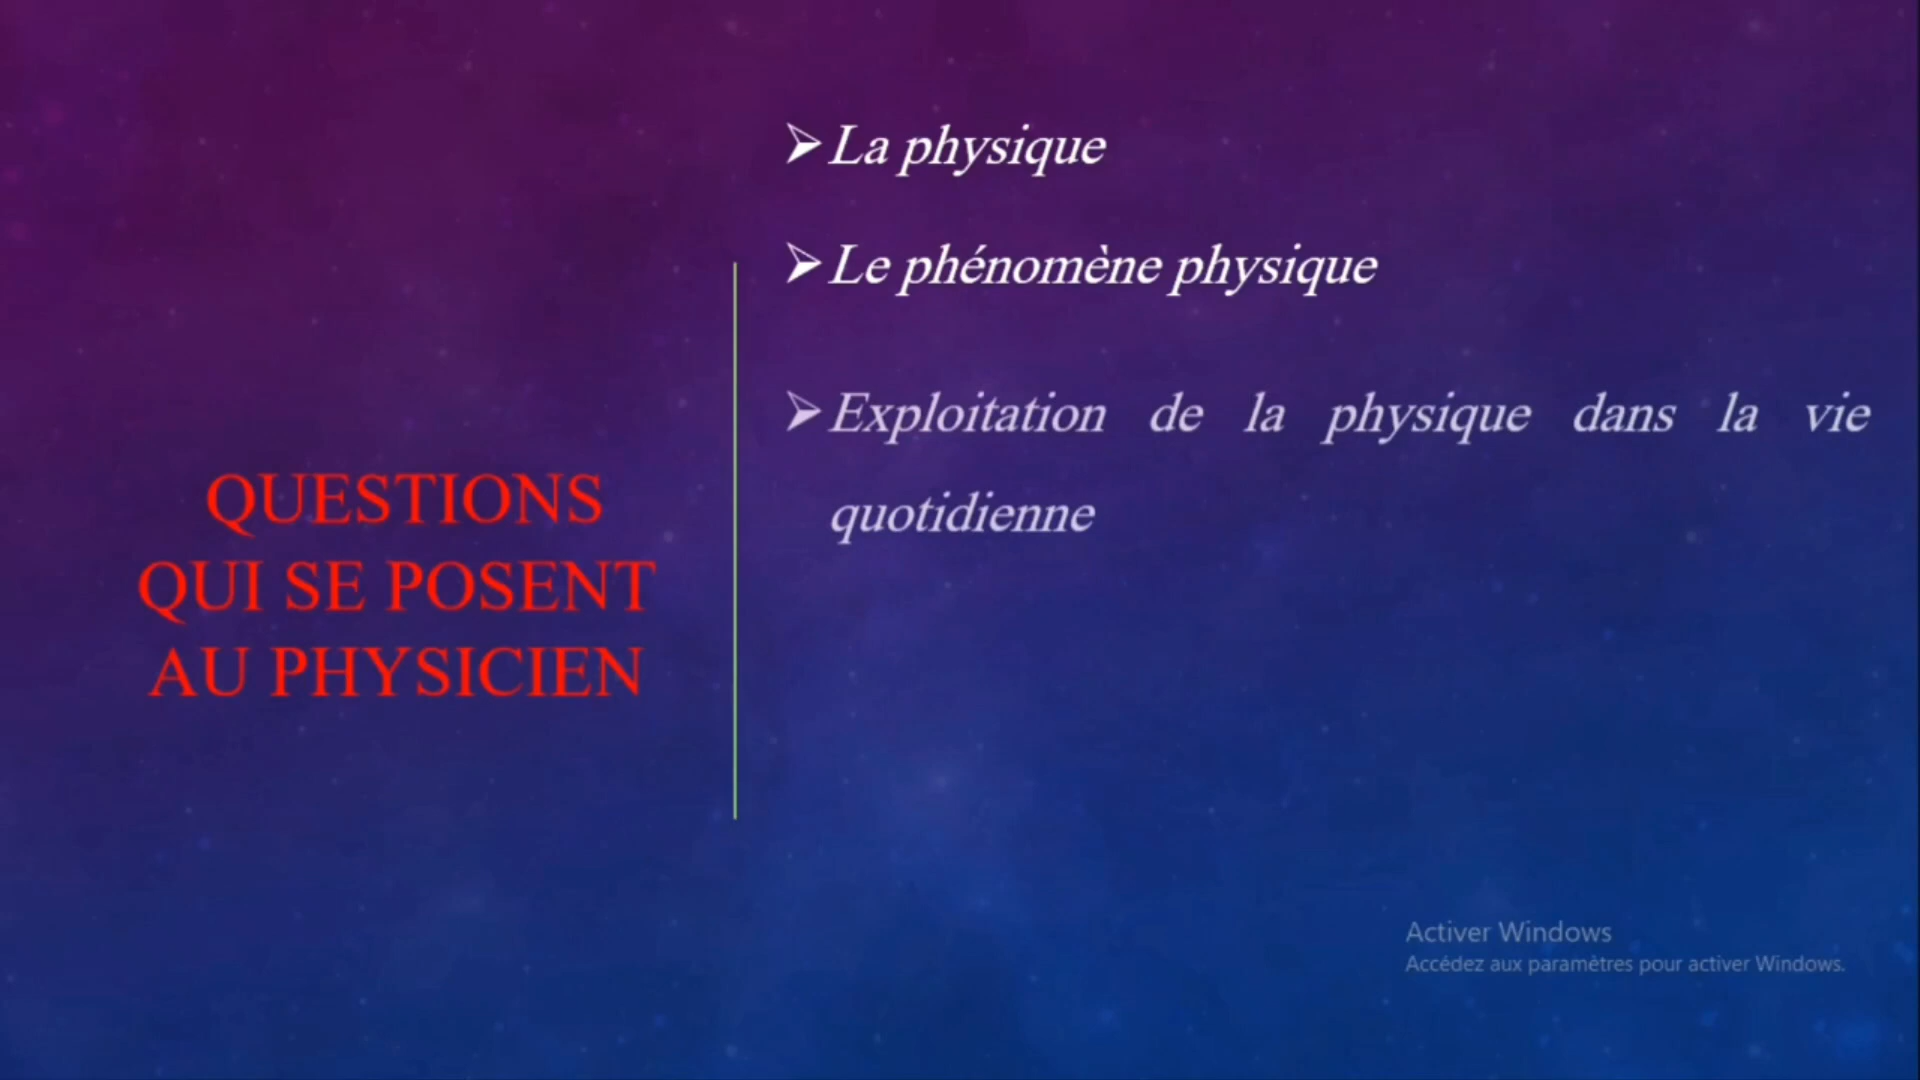 QUESTIONS
QUI SE POSENT
AU PHYSICIEN
La physique
Le phénomène physique
Exploitation de la physique dans la vie
quotidienne
Activer Windows
Accédez aux paramètres pour activer Windows.